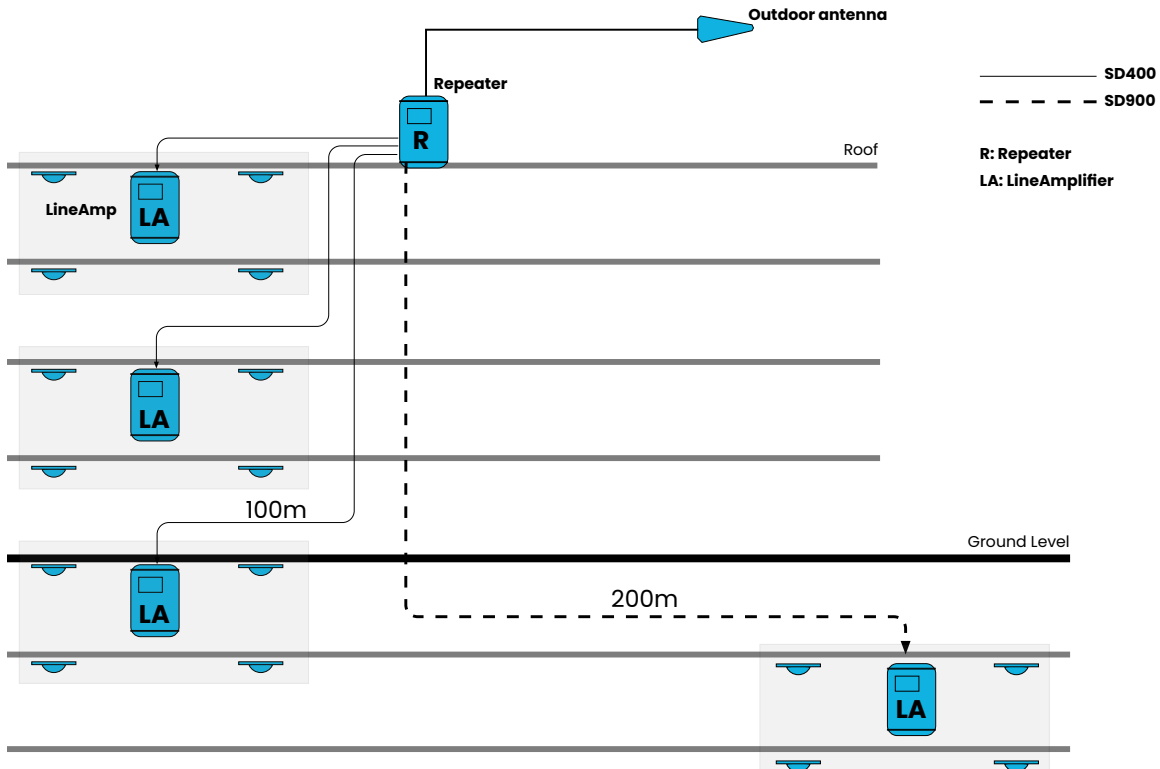 Outdoor antenna
Repeater
SD400
SD900
R
Roof
R: Repeater
LA: LineAmplifier
LineAmp
LA
LA
100m
Ground Level
LA
200m
LA